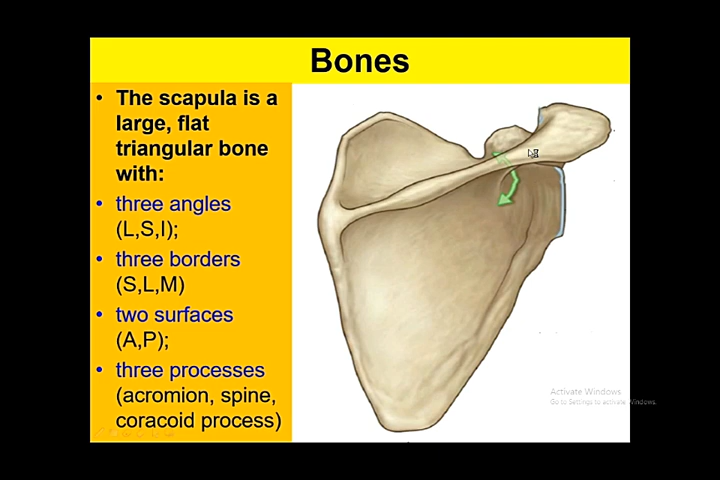 Bones
• The scapula is a
large, flat
triangular bone
with:
• three angles
(L,S,I);
• three borders
(S,L,M)
• two surfaces
(A,P);
• three processes
(acromion, spine,
coracoid process)
Activate Windows
Go to Settings to activate Windows.